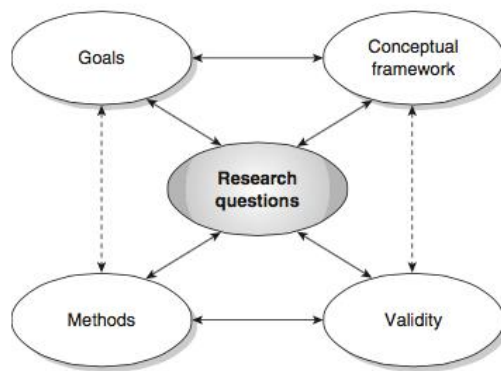 Goals
Conceptual
framework
Research
questions
Methods
Validity